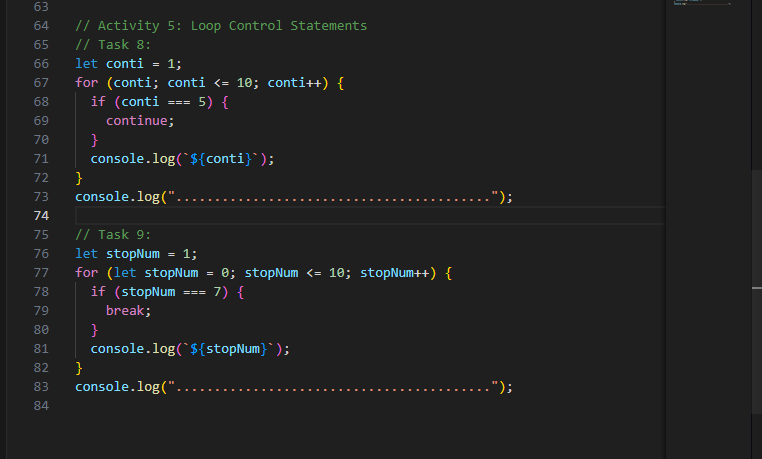 63
64 // Activity 5: Loop Control Statements
65 // Task 8:
66 let conti = 1;
67 for (conti; conti <= 10; conti++) {
68   if (conti === 5) {
69     continue;
70   }
71   console.log(`${conti}`);
72 }
73 console.log(".........................................");
74
75 // Task 9:
76 let stopNum = 1;
77 for (let stopNum = 0; stopNum <= 10; stopNum++) {
78   if (stopNum === 7) {
79     break;
80   }
81   console.log(`${stopNum}`);
82 }
83 console.log(".........................................");
84